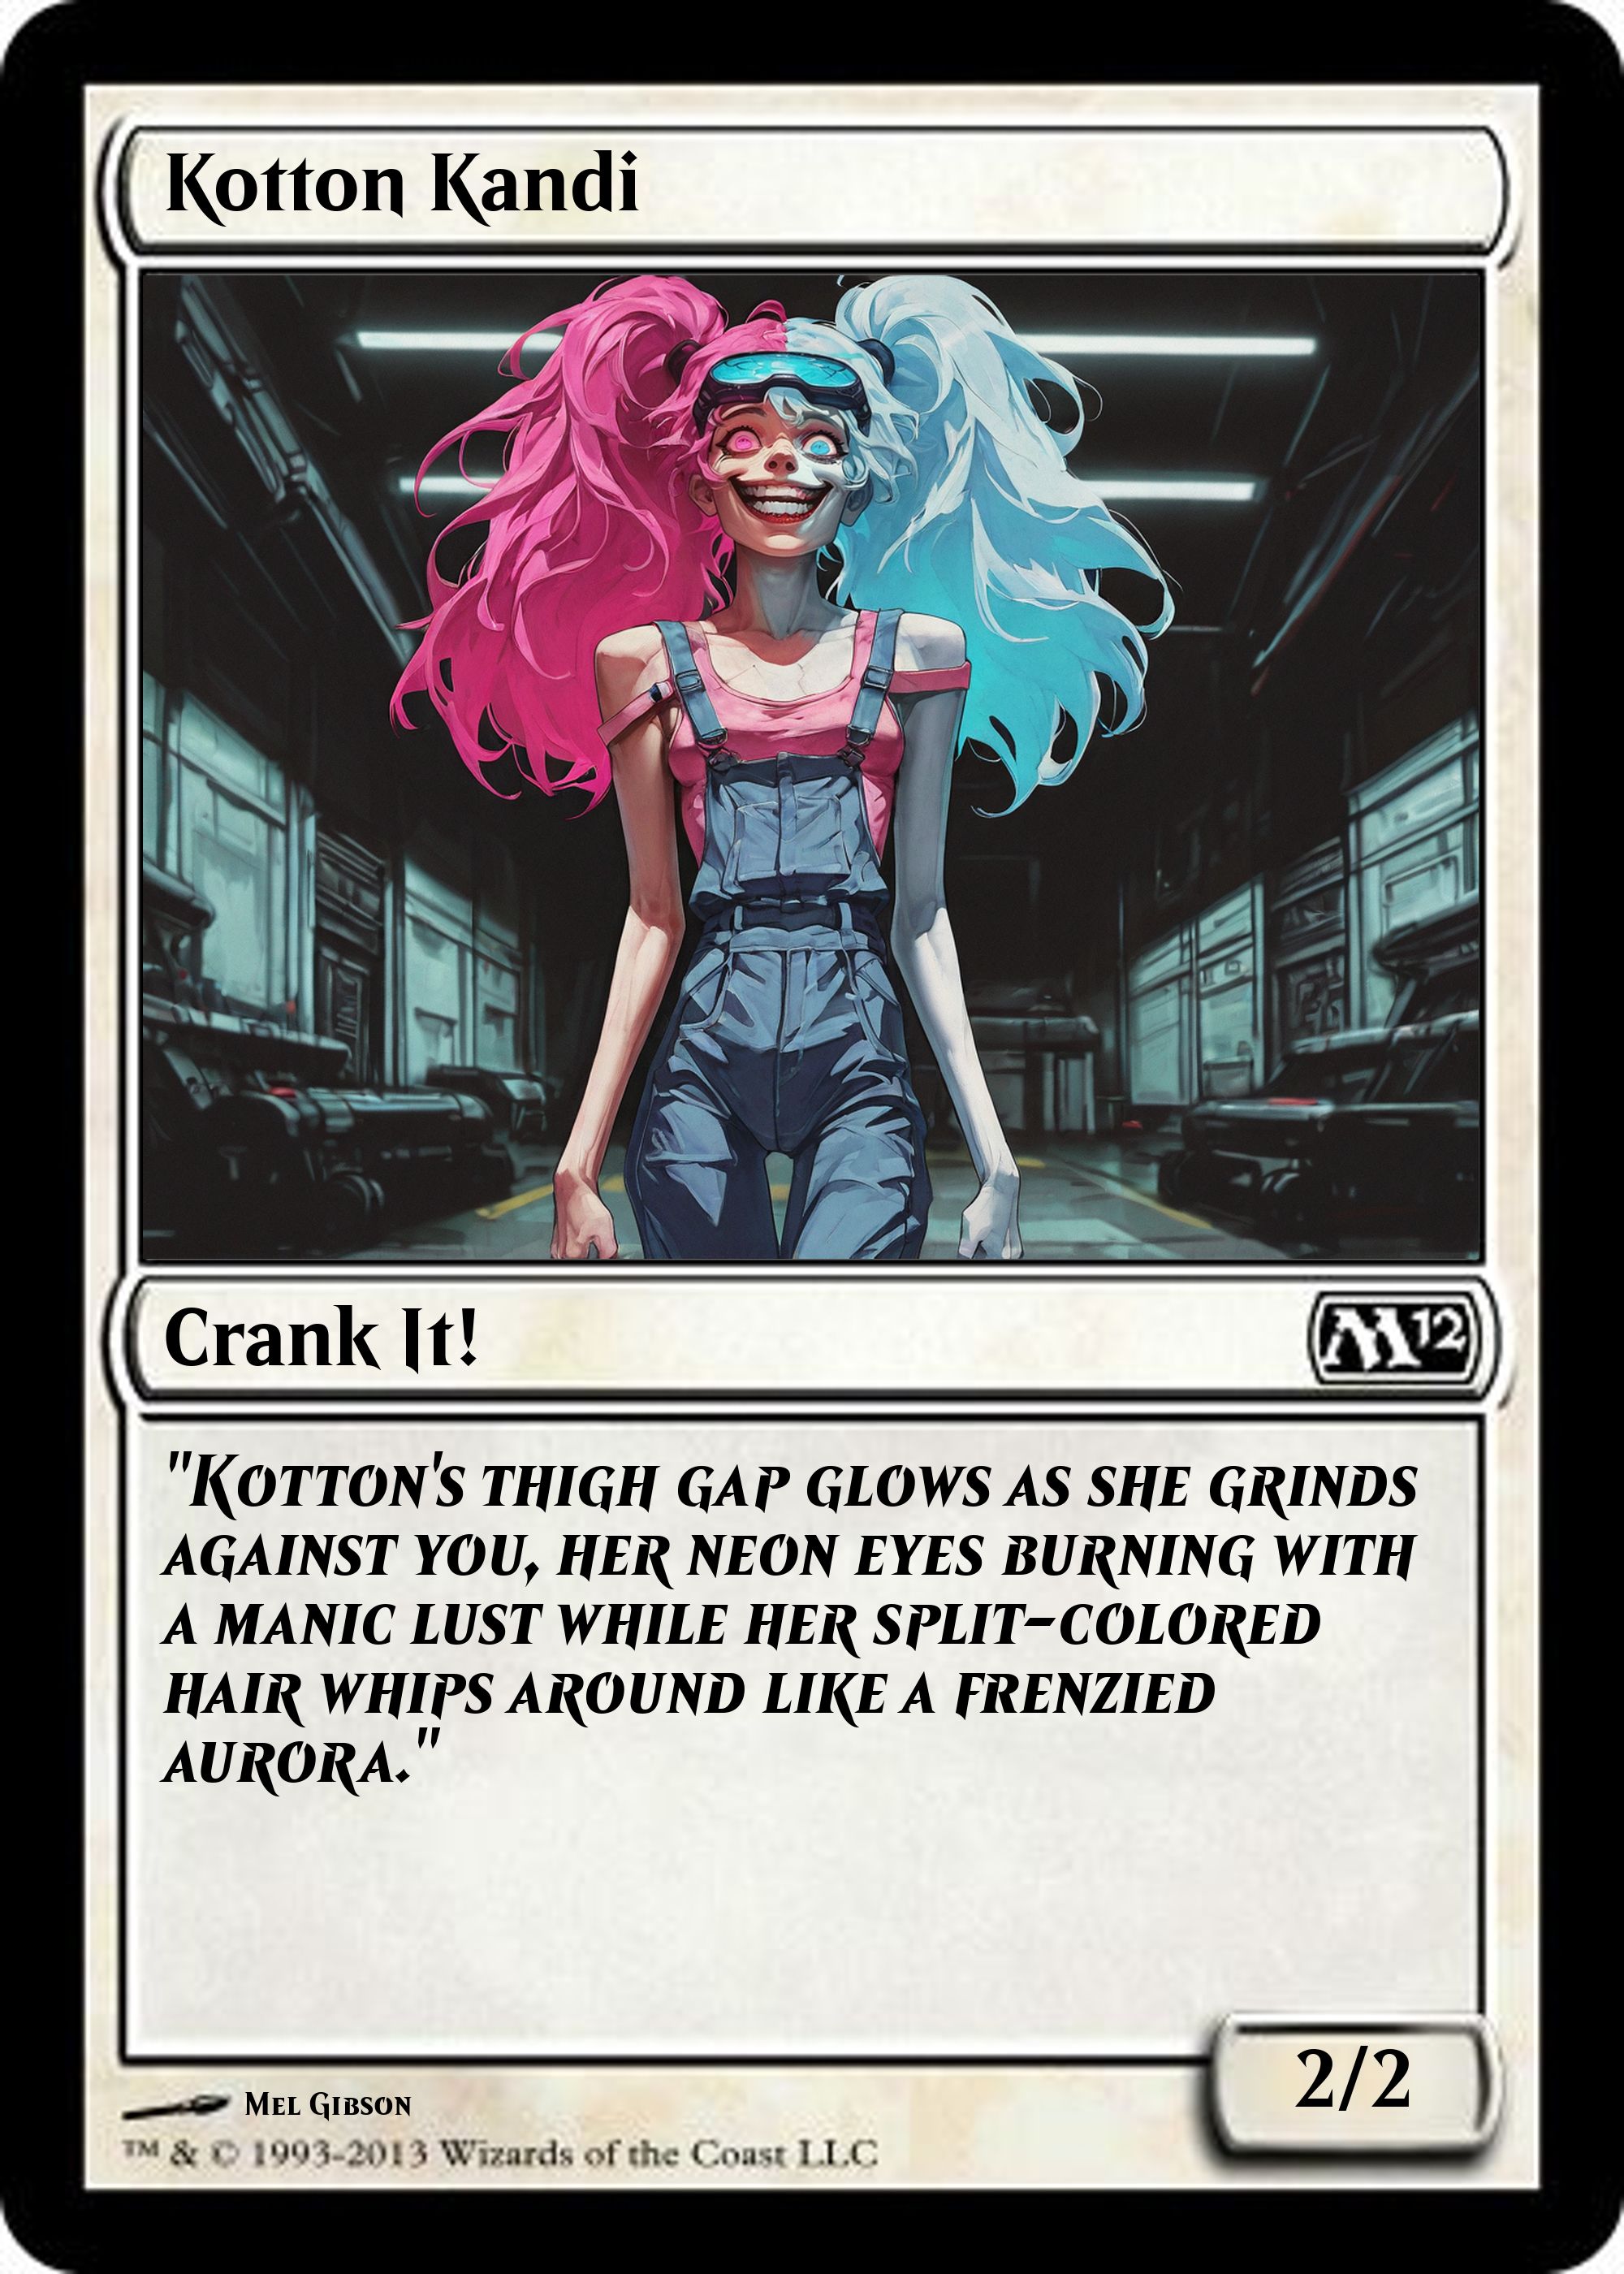 Kotton Kandi
Crank It!
M12
"Kotton's thigh gap glows as she grinds
against you, her neon eyes burning with
a manic lust while her split-colored
hair whips around like a frenzied
aurora."
2/2
Mel Gibson
™ & © 1993-2013 Wizards of the Coast LLC